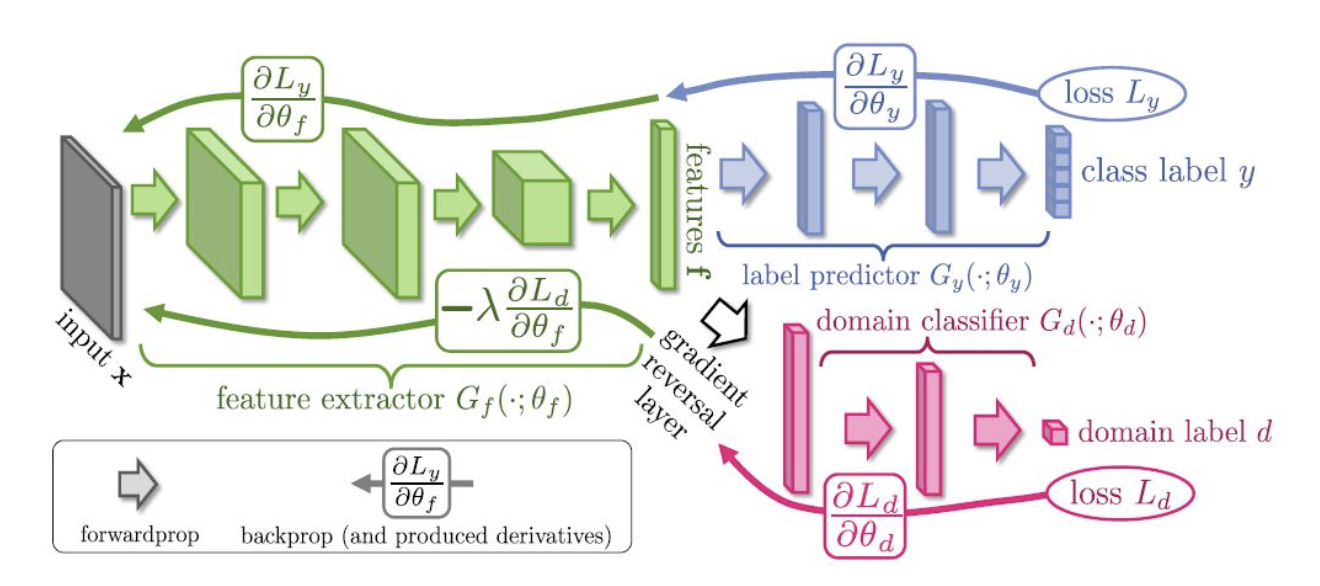 ∂L_y/∂θ_f
∂L_y/∂θ_y
loss L_y
features f
class label y
label predictor G_y(·; θ_y)
input x
−λ ∂L_d/∂θ_f
feature extractor G_f(·; θ_f)
gradient
reversal
layer
domain classifier G_d(·; θ_d)
domain label d
loss L_d
∂L_d/∂θ_d
∂L_y/∂θ_f
forwardprop
backprop (and produced derivatives)